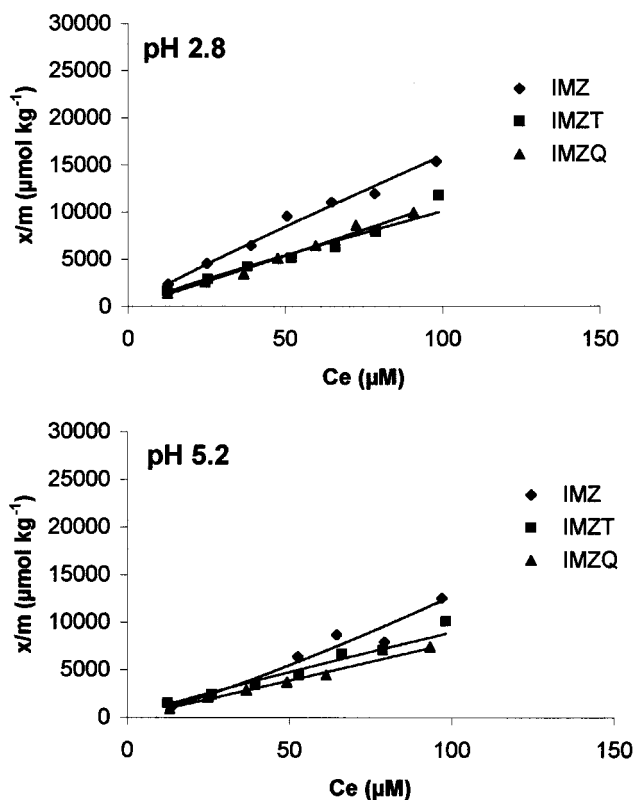 pH 2.8
30000
25000
20000
15000
10000
5000
0
x/m (µmol kg-1)
IMZ
IMZT
IMZQ
0 50 100 150
Ce (µM)
pH 5.2
30000
25000
20000
15000
10000
5000
0
x/m (µmol kg-1)
IMZ
IMZT
IMZQ
0 50 100 150
Ce (µM)